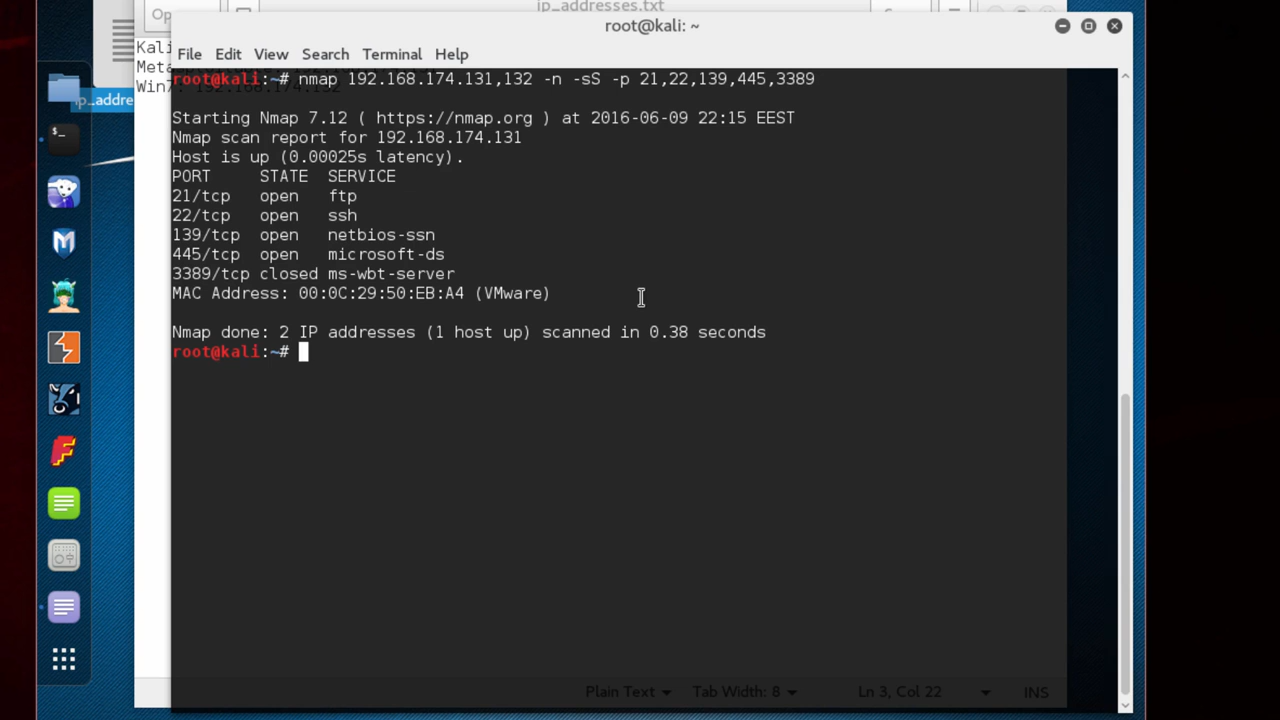 ip_addresses.txt
Op
root@kali: ~
File Edit View Search Terminal Help
Kali
Meta
Win7: 192.168.174.132
ip_addre
root@kali:~# nmap 192.168.174.131,132 -n -sS -p 21,22,139,445,3389
Starting Nmap 7.12 ( https://nmap.org ) at 2016-06-09 22:15 EEST
Nmap scan report for 192.168.174.131
Host is up (0.00025s latency).
PORT STATE SERVICE
21/tcp open ftp
22/tcp open ssh
139/tcp open netbios-ssn
445/tcp open microsoft-ds
3389/tcp closed ms-wbt-server
MAC Address: 00:0C:29:50:EB:A4 (VMware)
Nmap done: 2 IP addresses (1 host up) scanned in 0.38 seconds
root@kali:~#
Plain Text Tab Width: 8 Ln 3, Col 22 INS